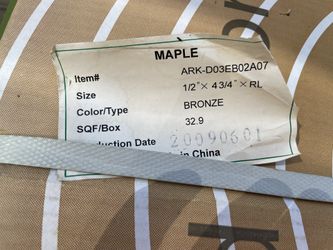 MAPLE
Item# ARK-D03EB02A07
Size 1/2"× 4 3/4" × RL
Color/Type BRONZE
SQF/Box 32.9
duction Date 20090601
in China